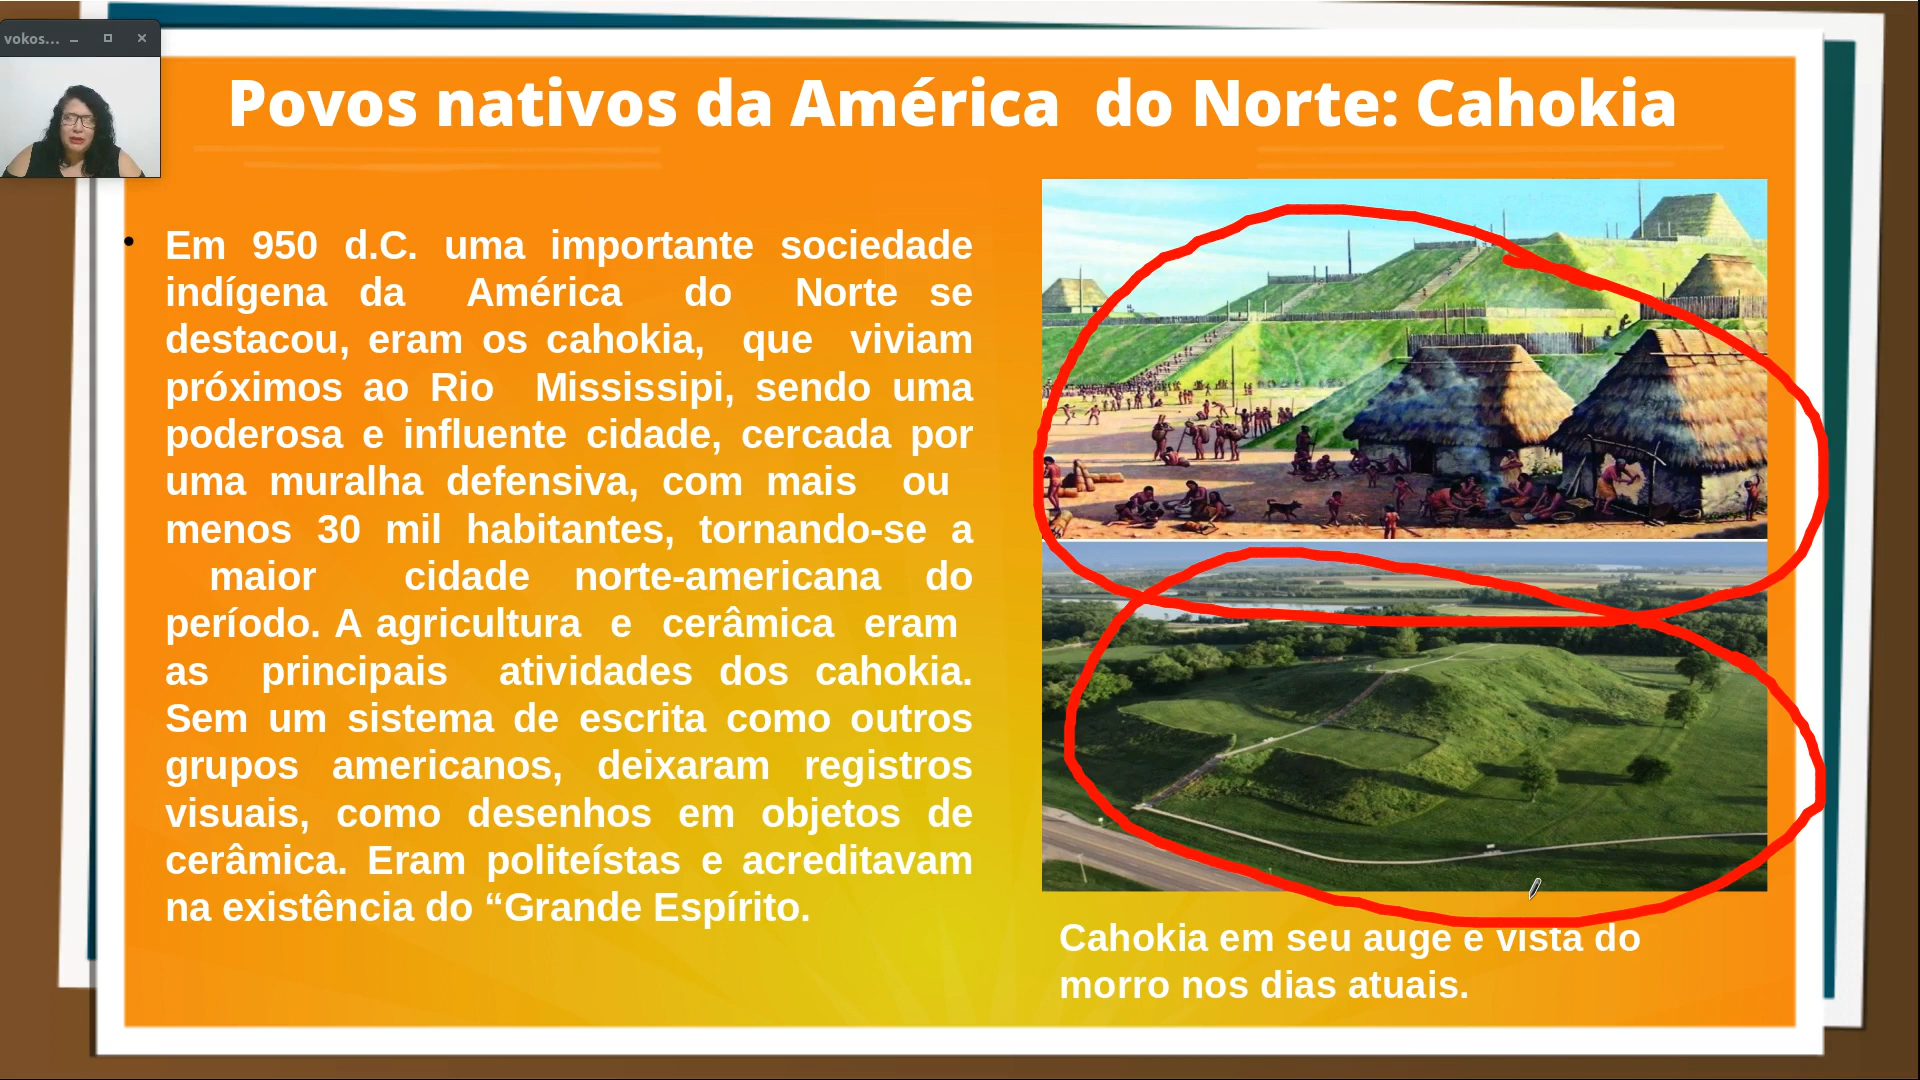 vokos...
Povos nativos da América do Norte: Cahokia
• Em 950 d.C. uma importante sociedade
indígena da América do Norte se
destacou, eram os cahokia, que viviam
próximos ao Rio Mississipi, sendo uma
poderosa e influente cidade, cercada por
uma muralha defensiva, com mais ou
menos 30 mil habitantes, tornando-se a
maior cidade norte-americana do
período. A agricultura e cerâmica eram
as principais atividades dos cahokia.
Sem um sistema de escrita como outros
grupos americanos, deixaram registros
visuais, como desenhos em objetos de
cerâmica. Eram politeístas e acreditavam
na existência do “Grande Espírito.
Cahokia em seu auge e vista do
morro nos dias atuais.